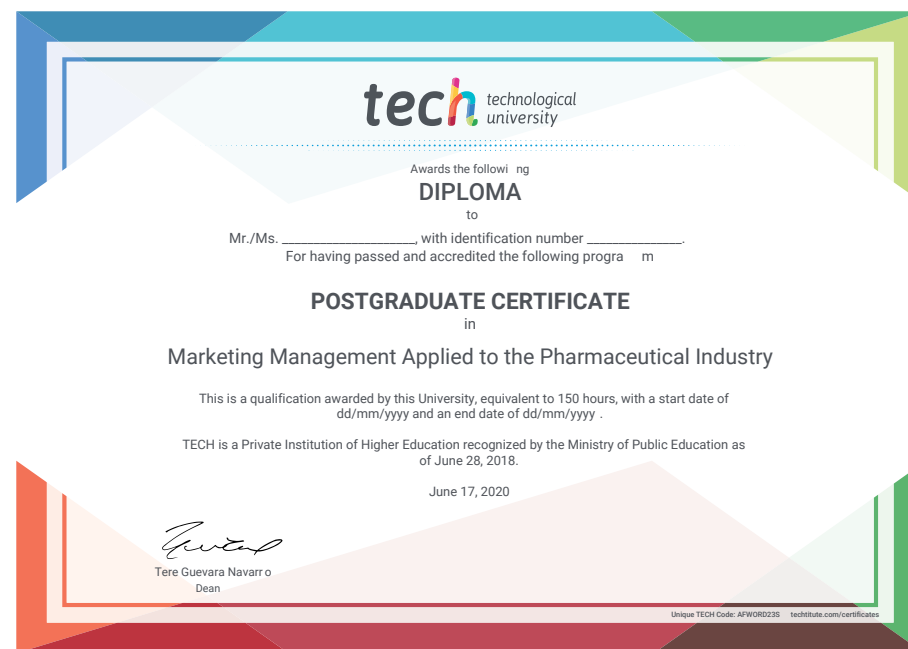 tech technological
university
Awards the followi ng
DIPLOMA
to
Mr./Ms. ___________________, with identification number ______________.
For having passed and accredited the following progra m
POSTGRADUATE CERTIFICATE
in
Marketing Management Applied to the Pharmaceutical Industry
This is a qualification awarded by this University, equivalent to 150 hours, with a start date of
dd/mm/yyyy and an end date of dd/mm/yyyy .
TECH is a Private Institution of Higher Education recognized by the Ministry of Public Education as
of June 28, 2018.
June 17, 2020
Tere Guevara Navarr o
Dean
Unique TECH Code: AFWORD23S techtitute.com/certificates